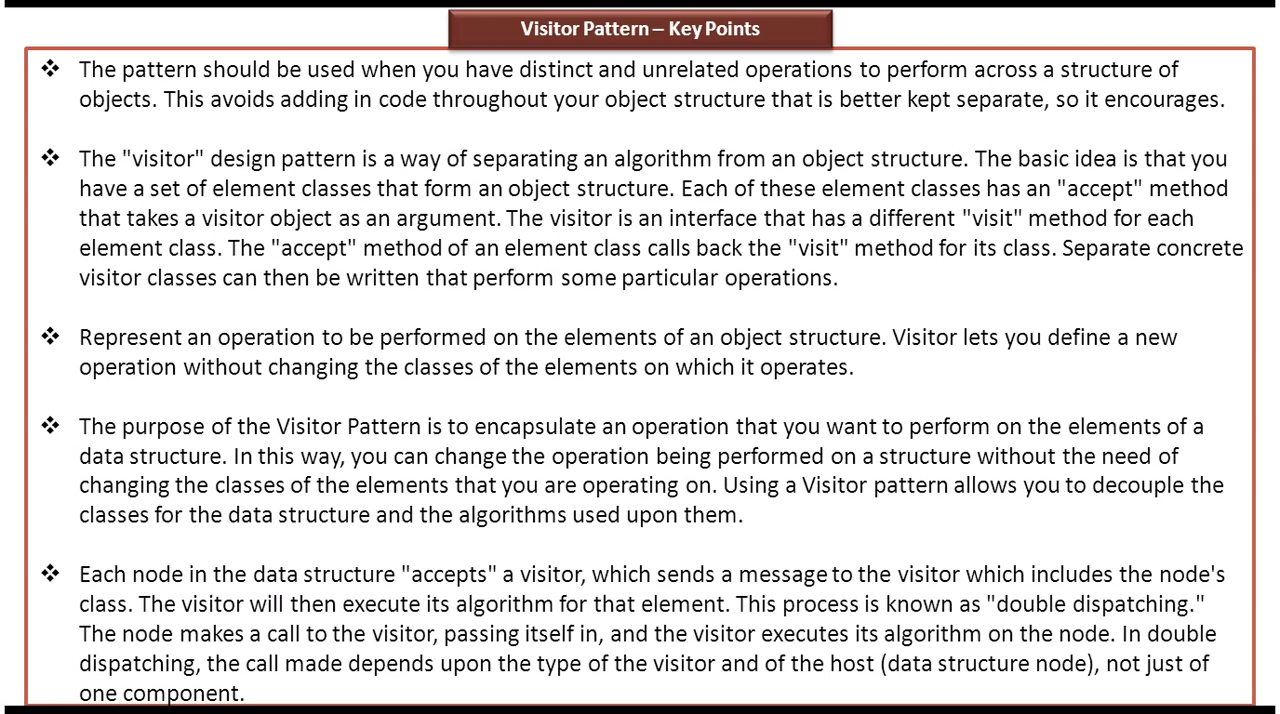 Visitor Pattern – Key Points
❖ The pattern should be used when you have distinct and unrelated operations to perform across a structure of
objects. This avoids adding in code throughout your object structure that is better kept separate, so it encourages.
❖ The "visitor" design pattern is a way of separating an algorithm from an object structure. The basic idea is that you
have a set of element classes that form an object structure. Each of these element classes has an "accept" method
that takes a visitor object as an argument. The visitor is an interface that has a different "visit" method for each
element class. The "accept" method of an element class calls back the "visit" method for its class. Separate concrete
visitor classes can then be written that perform some particular operations.
❖ Represent an operation to be performed on the elements of an object structure. Visitor lets you define a new
operation without changing the classes of the elements on which it operates.
❖ The purpose of the Visitor Pattern is to encapsulate an operation that you want to perform on the elements of a
data structure. In this way, you can change the operation being performed on a structure without the need of
changing the classes of the elements that you are operating on. Using a Visitor pattern allows you to decouple the
classes for the data structure and the algorithms used upon them.
❖ Each node in the data structure "accepts" a visitor, which sends a message to the visitor which includes the node's
class. The visitor will then execute its algorithm for that element. This process is known as "double dispatching."
The node makes a call to the visitor, passing itself in, and the visitor executes its algorithm on the node. In double
dispatching, the call made depends upon the type of the visitor and of the host (data structure node), not just of
one component.